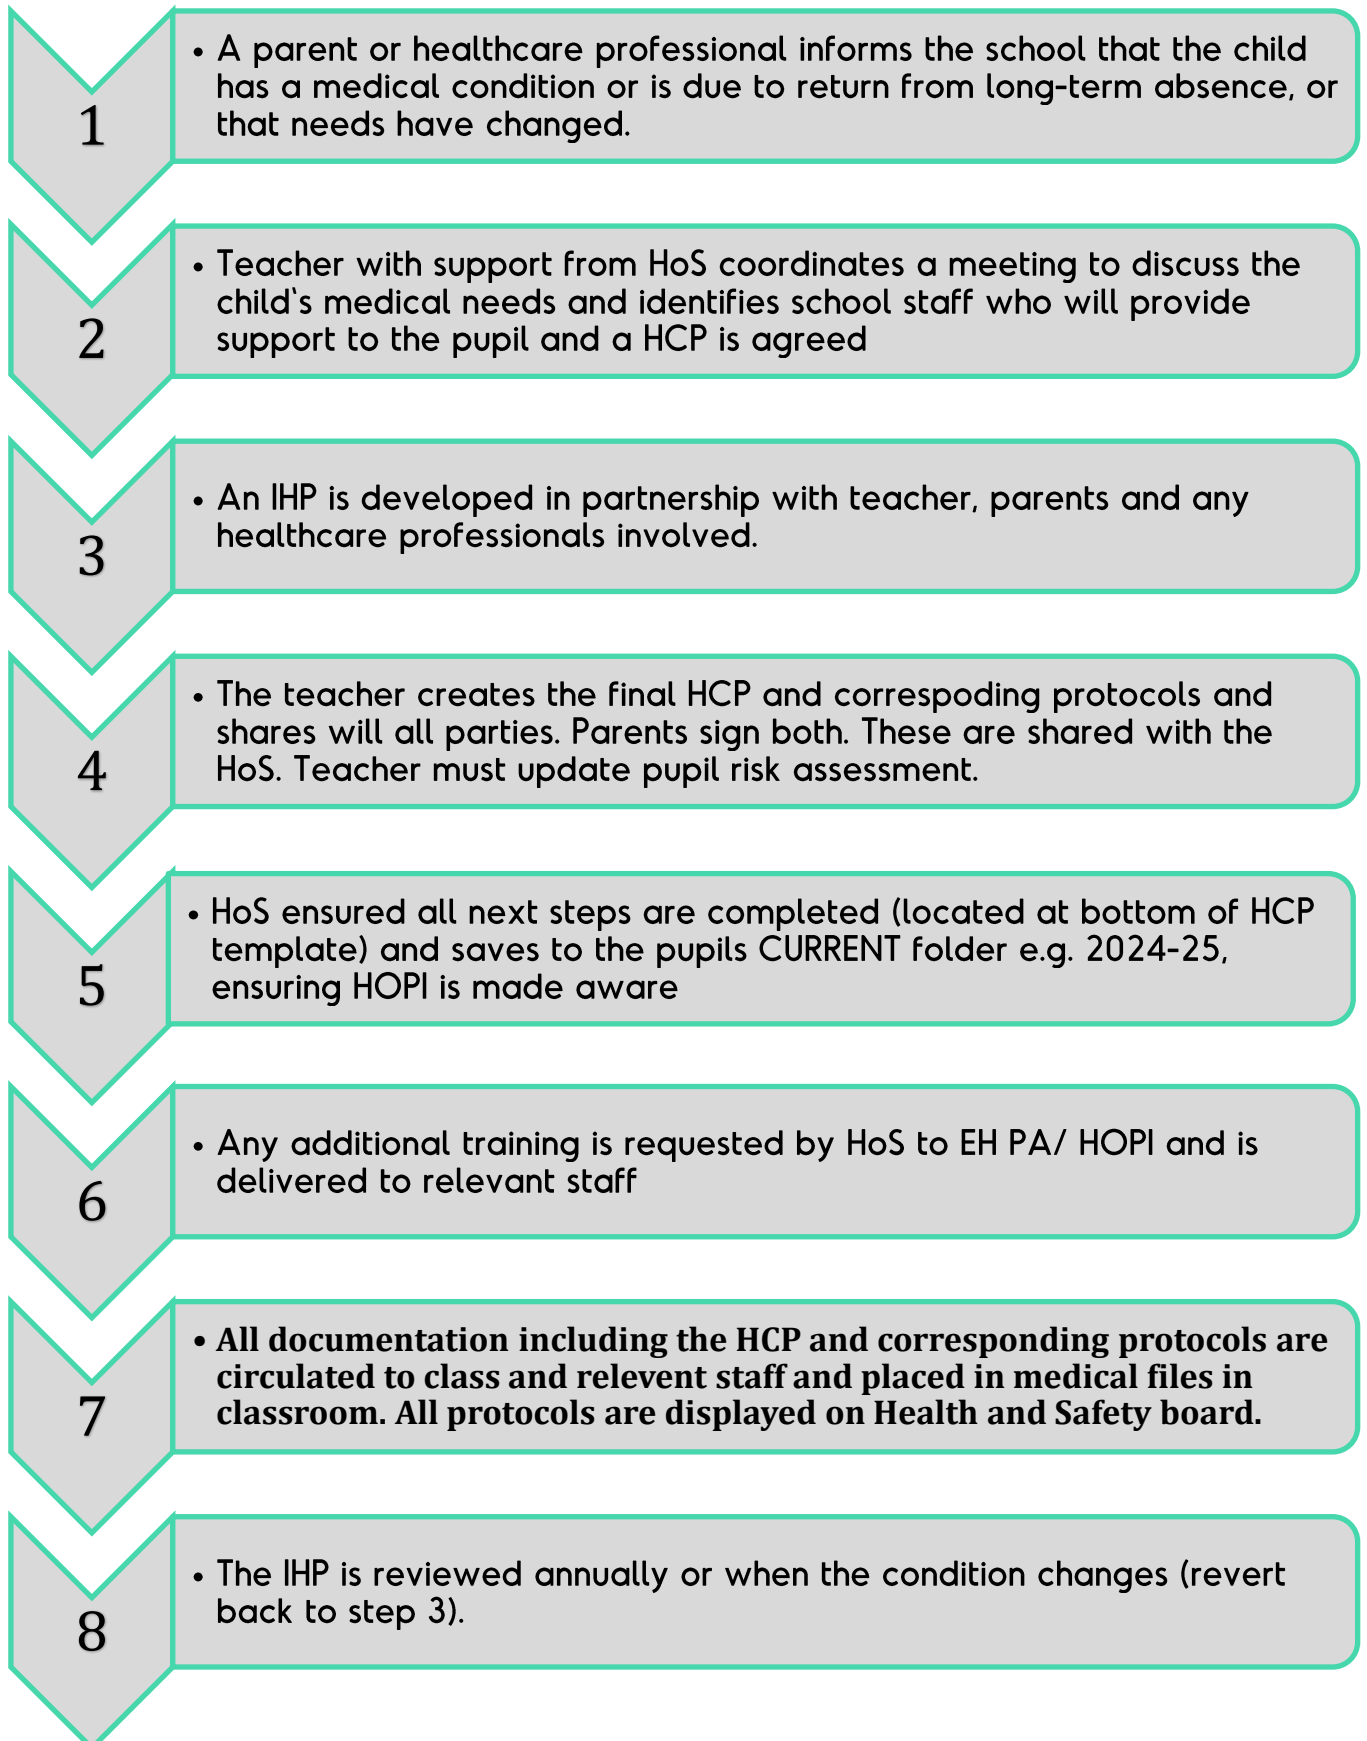 1
• A parent or healthcare professional informs the school that the child
has a medical condition or is due to return from long-term absence, or
that needs have changed.
2
• Teacher with support from HoS coordinates a meeting to discuss the
child's medical needs and identifies school staff who will provide
support to the pupil and a HCP is agreed
3
• An IHP is developed in partnership with teacher, parents and any
healthcare professionals involved.
4
• The teacher creates the final HCP and correspoding protocols and
shares will all parties. Parents sign both. These are shared with the
HoS. Teacher must update pupil risk assessment.
5
• HoS ensured all next steps are completed (located at bottom of HCP
template) and saves to the pupils CURRENT folder e.g. 2024-25,
ensuring HOPI is made aware
6
• Any additional training is requested by HoS to EH PA/ HOPI and is
delivered to relevant staff
7
• All documentation including the HCP and corresponding protocols are
circulated to class and relevent staff and placed in medical files in
classroom. All protocols are displayed on Health and Safety board.
8
• The IHP is reviewed annually or when the condition changes (revert
back to step 3).